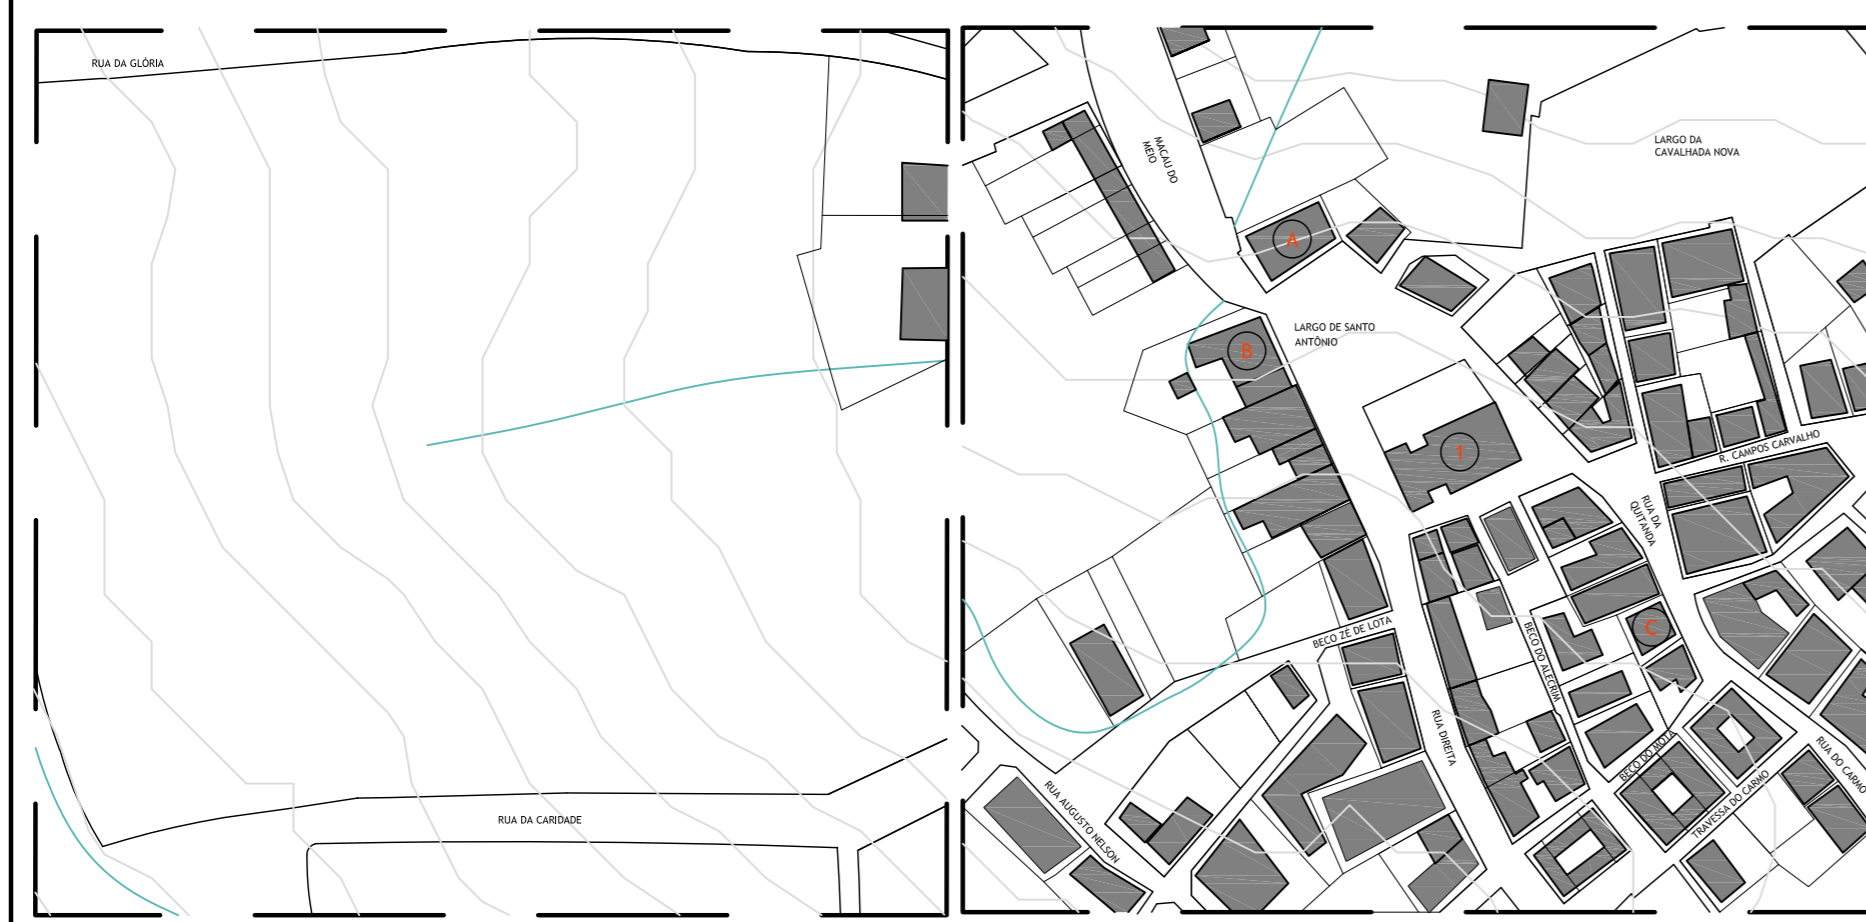 RUA DA GLÓRIA
RUA DA CARIDADE
MACAU DO
MEIO
LARGO DA
CAVALHADA NOVA
A
LARGO DE SANTO
ANTÔNIO
B
1
R. CAMPOS CARVALHO
RUA DA
QUITANDA
BECO ZÉ DE LOTA
BECO DO ALECRIM
C
RUA DIREITA
BECO DO MOTA
RUA DO CARMO
TRAVESSA DO CARMO
RUA AUGUSTO NELSON